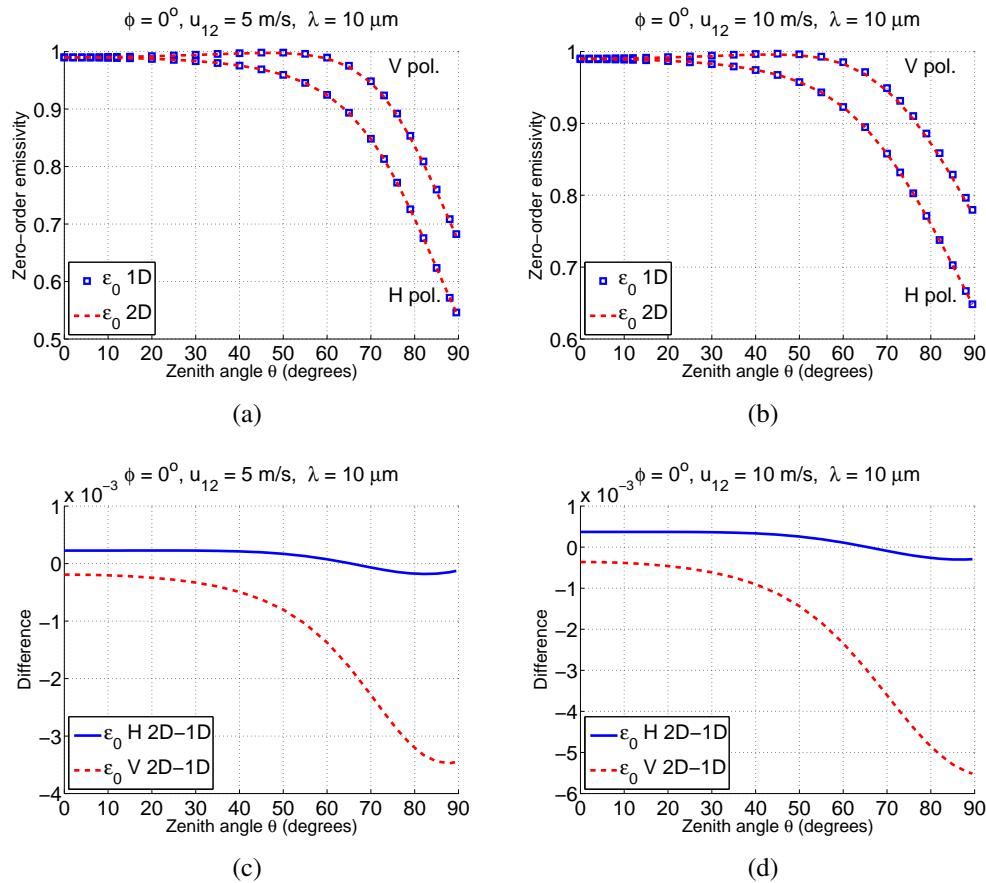 ϕ = 0°, u₁₂ = 5 m/s, λ = 10 μm
1
0.9
0.8
0.7
0.6
0.5
Zero−order emissivity
V pol.
H pol.
ε₀ 1D
ε₀ 2D
0 10 20 30 40 50 60 70 80 90
Zenith angle θ (degrees)
(a)
ϕ = 0°, u₁₂ = 10 m/s, λ = 10 μm
1
0.9
0.8
0.7
0.6
Zero−order emissivity
V pol.
H pol.
ε₀ 1D
ε₀ 2D
0 10 20 30 40 50 60 70 80 90
Zenith angle θ (degrees)
(b)
ϕ = 0°, u₁₂ = 5 m/s, λ = 10 μm
x 10⁻³
1
0
−1
−2
−3
−4
Difference
ε₀ H 2D−1D
ε₀ V 2D−1D
0 10 20 30 40 50 60 70 80 90
Zenith angle θ (degrees)
(c)
ϕ = 0°, u₁₂ = 10 m/s, λ = 10 μm
x 10⁻³
1
0
−1
−2
−3
−4
−5
−6
Difference
ε₀ H 2D−1D
ε₀ V 2D−1D
0 10 20 30 40 50 60 70 80 90
Zenith angle θ (degrees)
(d)